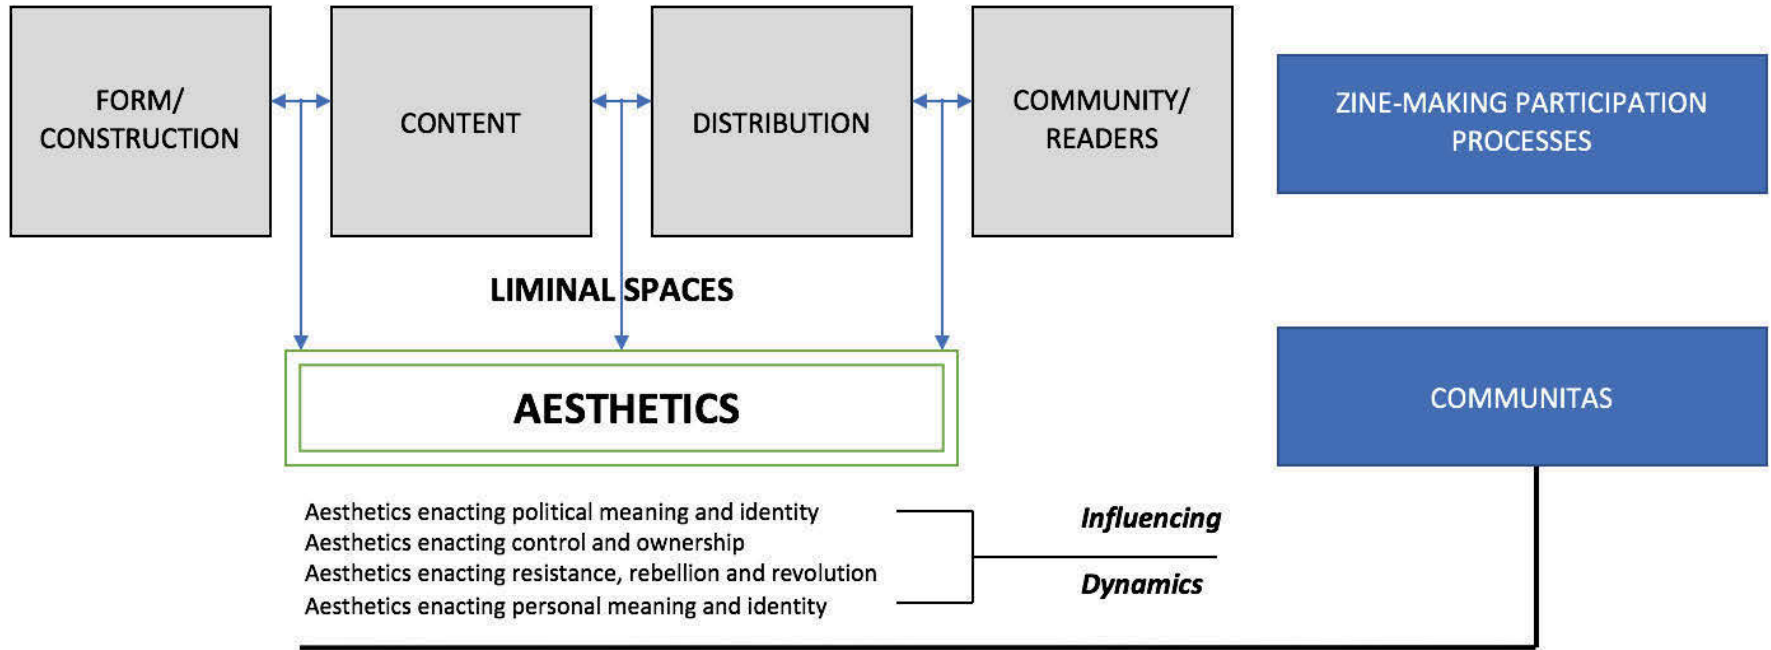 FORM/
CONSTRUCTION
CONTENT
DISTRIBUTION
COMMUNITY/
READERS
ZINE-MAKING PARTICIPATION
PROCESSES
LIMINAL SPACES
AESTHETICS
COMMUNITAS
Aesthetics enacting political meaning and identity
Aesthetics enacting control and ownership
Aesthetics enacting resistance, rebellion and revolution
Aesthetics enacting personal meaning and identity
Influencing
Dynamics